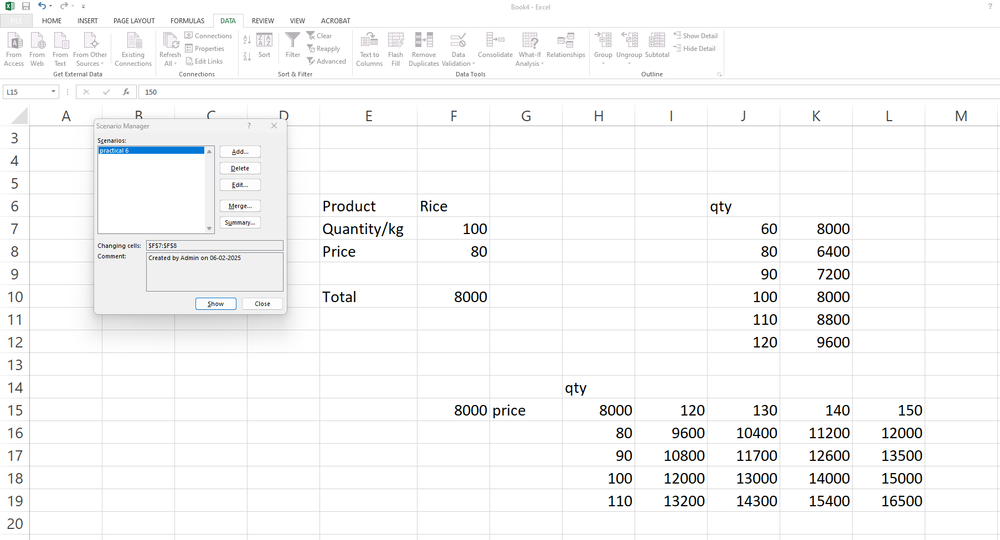 Book4 - Excel
?
FILE HOME INSERT PAGE LAYOUT FORMULAS DATA REVIEW VIEW ACROBAT
From Access
From Web
From Text
From Other Sources
Existing Connections
Get External Data
Refresh All
Connections
Properties
Edit Links
Connections
Sort
Filter
Clear
Reapply
Advanced
Sort & Filter
Text to Columns
Flash Fill
Remove Duplicates
Data Validation
Consolidate
What-If Analysis
Relationships
Data Tools
Group
Ungroup
Subtotal
Show Detail
Hide Detail
Outline
L15 fx 150
A B C D E F G H I J K L M
Scenario Manager ?
Scenarios:
practical 6
Add...
Delete
Edit...
Merge...
Summary...
Changing cells: $F$7:$F$8
Comment: Created by Admin on 06-02-2025
Show Close
3
4
5
6 Product Rice qty
7 Quantity/kg 100 60 8000
8 Price 80 80 6400
9 90 7200
10 Total 8000 100 8000
11 110 8800
12 120 9600
13
14 qty
15 8000 price 8000 120 130 140 150
16 80 9600 10400 11200 12000
17 90 10800 11700 12600 13500
18 100 12000 13000 14000 15000
19 110 13200 14300 15400 16500
20